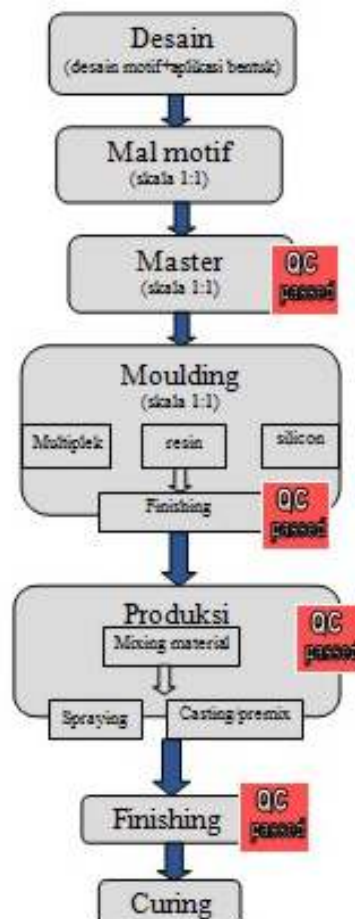 Desain
(desain motif+aplikasi bentuk)
Mal motif
(skala 1:1)
Master
(skala 1:1)
QC
passed
Moulding
(skala 1:1)
Multiplek
resin
silicon
Finishing
QC
passed
Produksi
Mixing material
QC
passed
Spraying
Casting/premix
Finishing
QC
passed
Curing